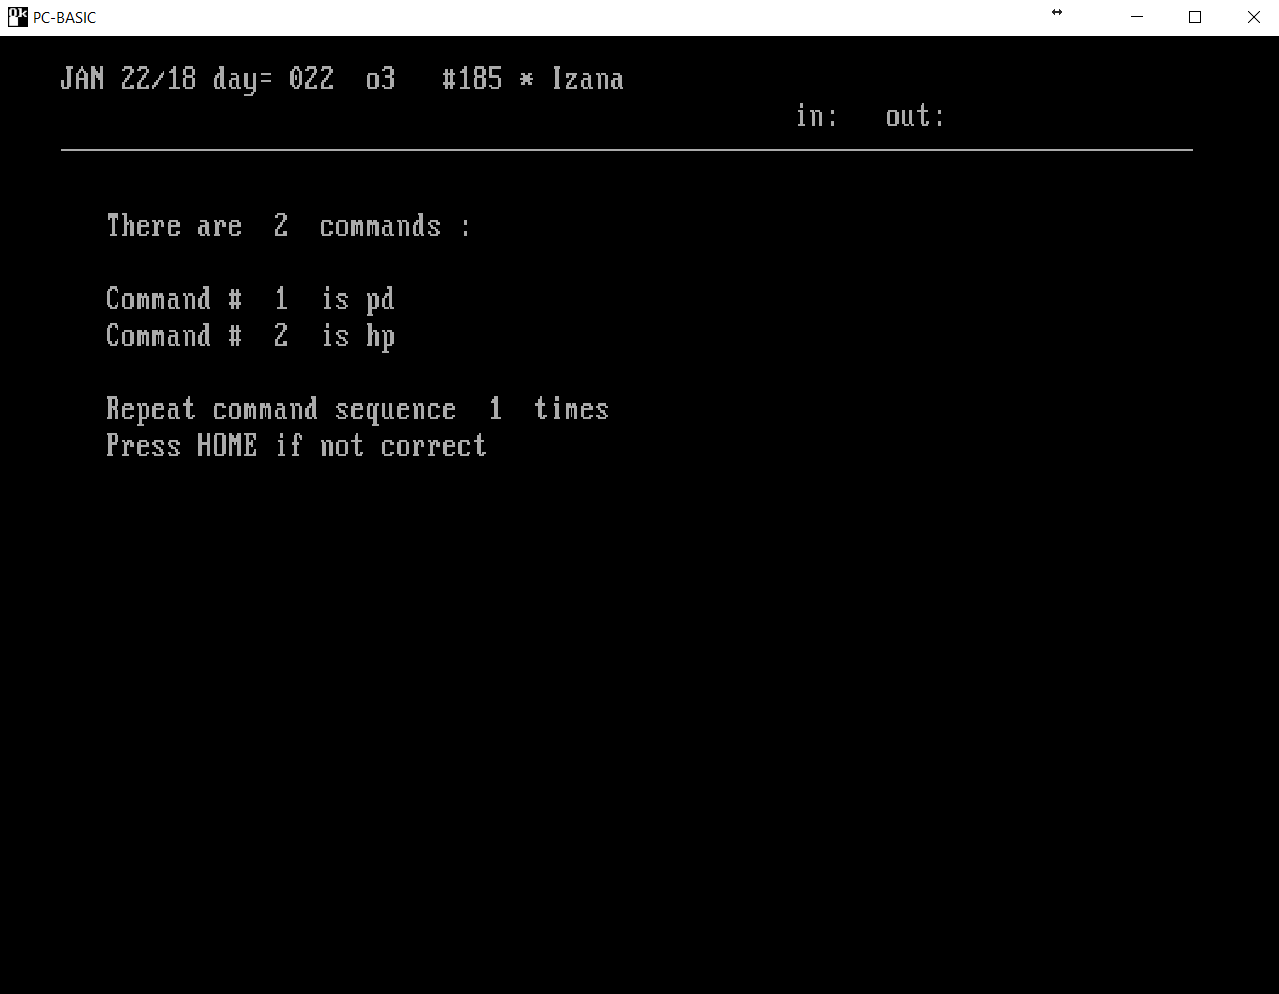 PC-BASIC
JAN 22/18 day= 022 o3 #185 * Izana
in: out:
There are 2 commands :
Command # 1 is pd
Command # 2 is hp
Repeat command sequence 1 times
Press HOME if not correct